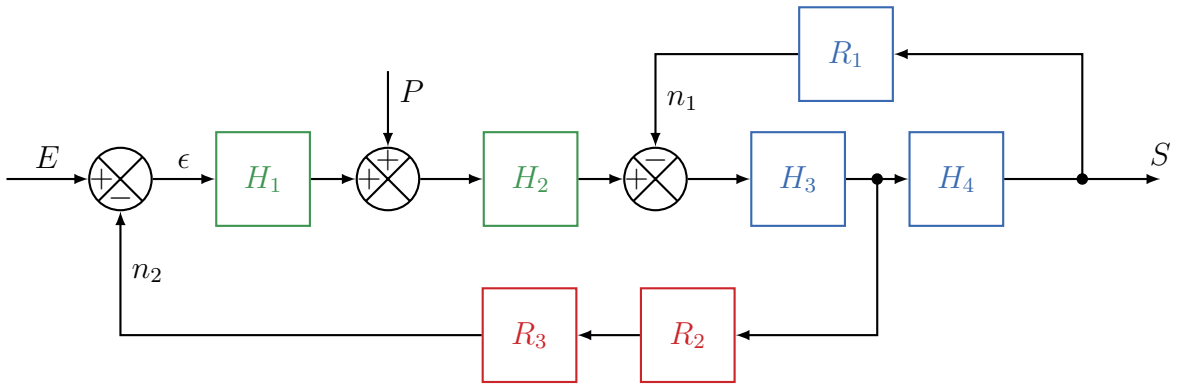 R₁
P
n₁
E
ϵ
+
−
H₁
+
+
H₂
−
+
H₃
H₄
S
n₂
R₃
R₂